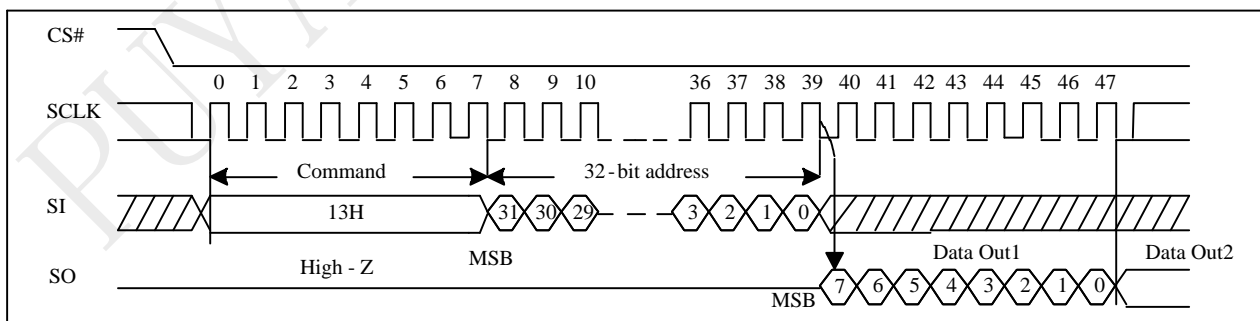 PUYA
CS#
0 1 2 3 4 5 6 7 8 9 10 36 37 38 39 40 41 42 43 44 45 46 47
SCLK
Command 32-bit address
SI 13H 31 30 29 3 2 1 0
High - Z MSB Data Out1 Data Out2
SO MSB 7 6 5 4 3 2 1 0